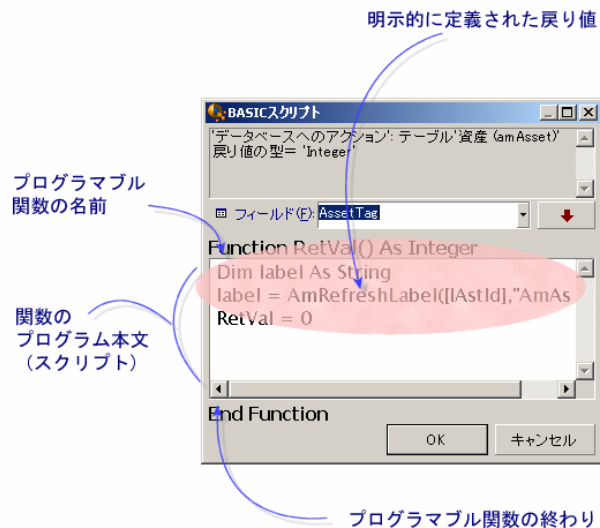 明示的に定義された戻り値
BASICスクリプト
'データベースへのアクション': テーブル'資産 (amAsset)'
戻り値の型= 'Integer'
プログラマブル
関数の名前
フィールド(F): AssetTag
Function RetVal() As Integer
Dim label As String
label = AmRefreshLabel([lAstId],"AmAs
RetVal = 0
関数の
プログラム本文
(スクリプト)
End Function
OK キャンセル
プログラマブル関数の終わり